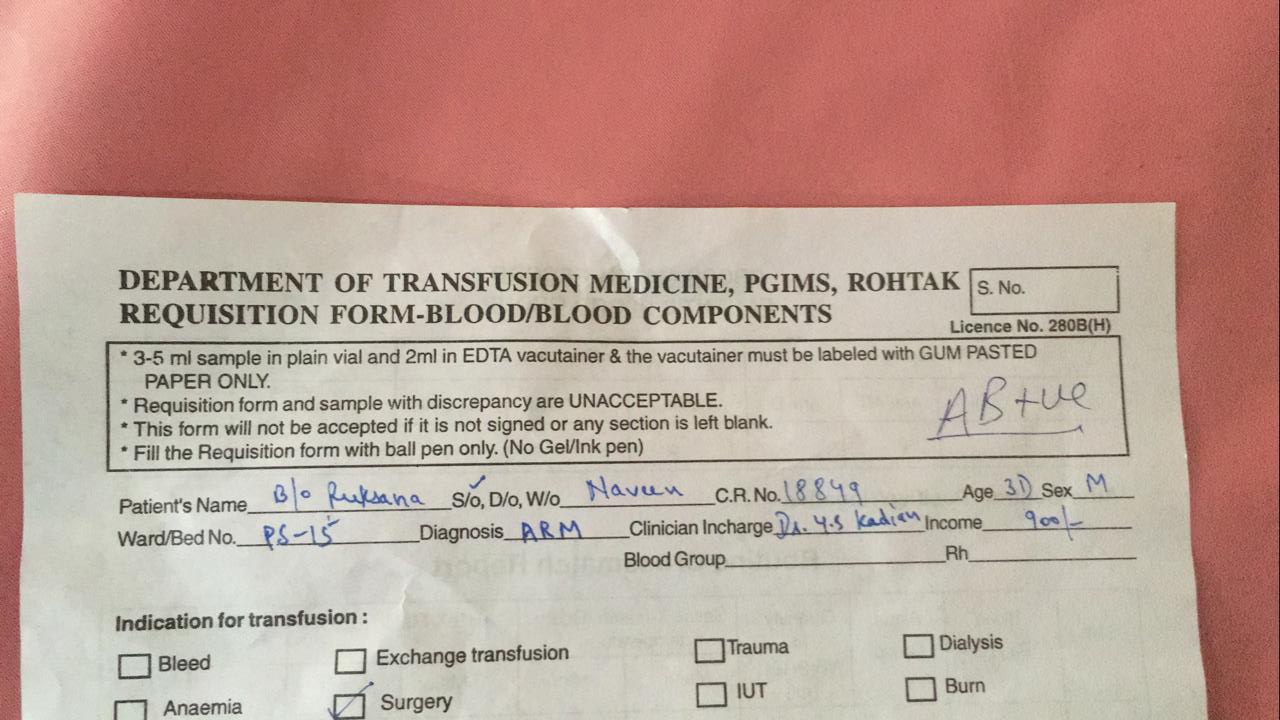 DEPARTMENT OF TRANSFUSION MEDICINE, PGIMS, ROHTAK
REQUISITION FORM-BLOOD/BLOOD COMPONENTS
S. No.
Licence No. 280B(H)
* 3-5 ml sample in plain vial and 2ml in EDTA vacutainer & the vacutainer must be labeled with GUM PASTED
PAPER ONLY.
* Requisition form and sample with discrepancy are UNACCEPTABLE.
* This form will not be accepted if it is not signed or any section is left blank.
* Fill the Requisition form with ball pen only. (No Gel/Ink pen)
AB+ve
Patient's Name B/o Ruksana S/o, D/o, W/o Naveen C.R. No. 18849 Age 3D Sex M
Ward/Bed No. PS-15 Diagnosis ARM Clinician Incharge Dr. Y.S Kadian Income 900/-
Blood Group Rh
Indication for transfusion :
Bleed Exchange transfusion Trauma Dialysis
Anaemia Surgery IUT Burn